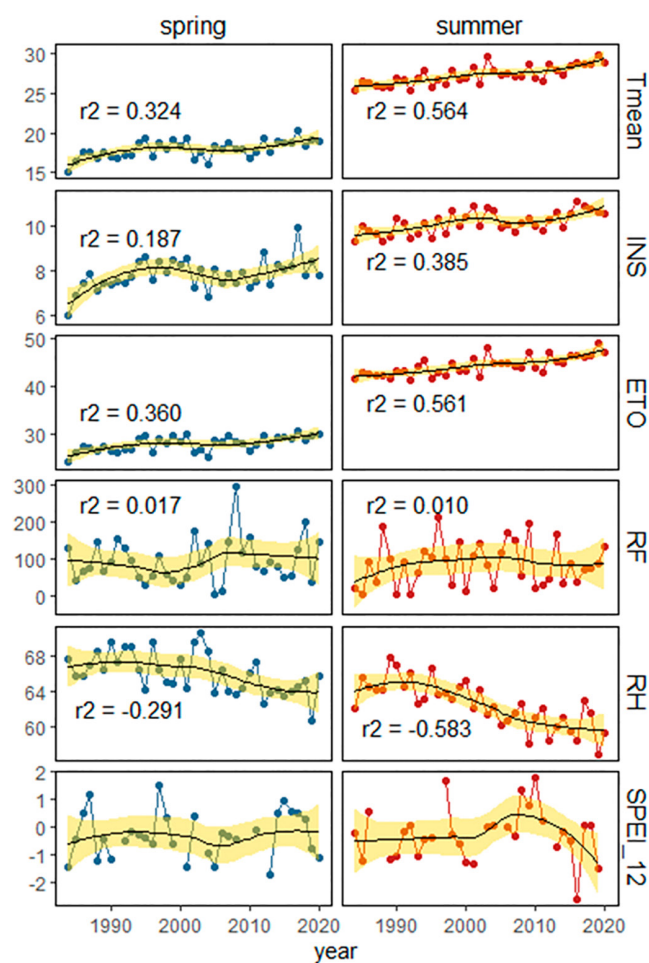 spring summer
30
25
20
15
r2 = 0.324 r2 = 0.564
Tmean
10
8
6
r2 = 0.187 r2 = 0.385
INS
50
40
30
r2 = 0.360 r2 = 0.561
ETO
300
200
100
0
r2 = 0.017 r2 = 0.010
RF
68
64
60
r2 = -0.291 r2 = -0.583
RH
2
1
0
-1
-2
SPEI_12
1990 2000 2010 2020 1990 2000 2010 2020
year